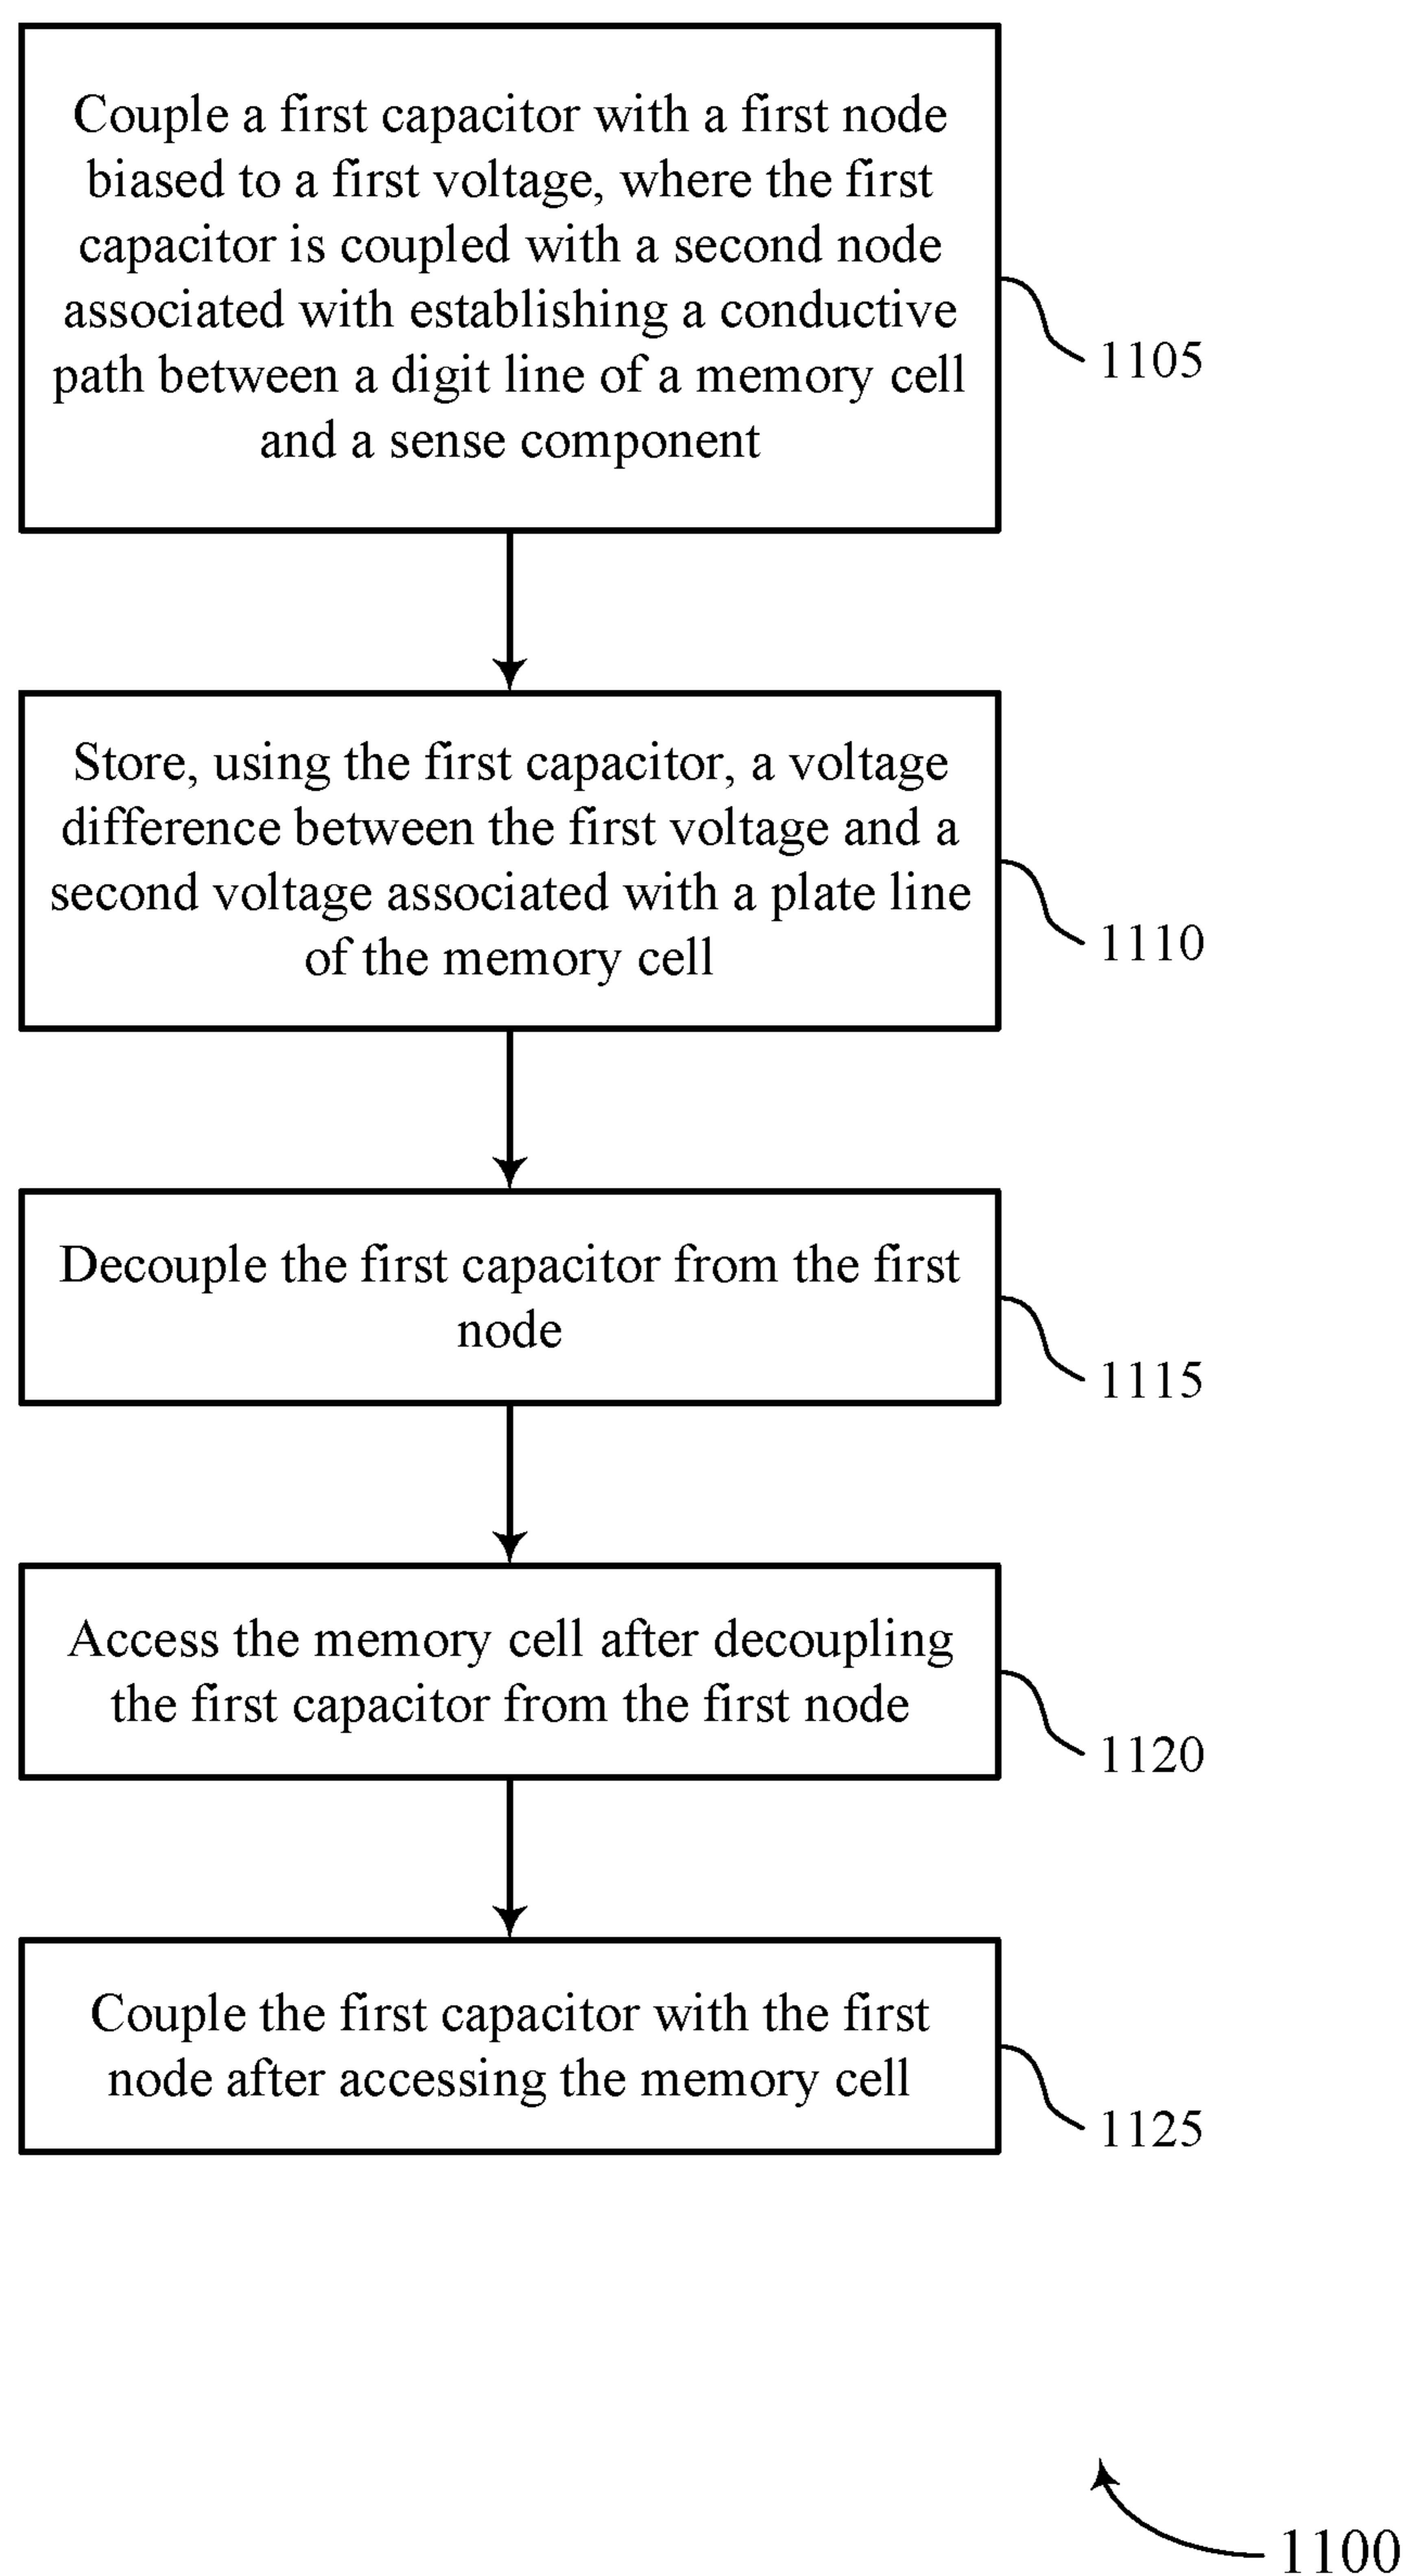 Couple a first capacitor with a first node
biased to a first voltage, where the first
capacitor is coupled with a second node
associated with establishing a conductive
path between a digit line of a memory cell
and a sense component
1105
Store, using the first capacitor, a voltage
difference between the first voltage and a
second voltage associated with a plate line
of the memory cell
1110
Decouple the first capacitor from the first
node
1115
Access the memory cell after decoupling
the first capacitor from the first node
1120
Couple the first capacitor with the first
node after accessing the memory cell
1125
1100